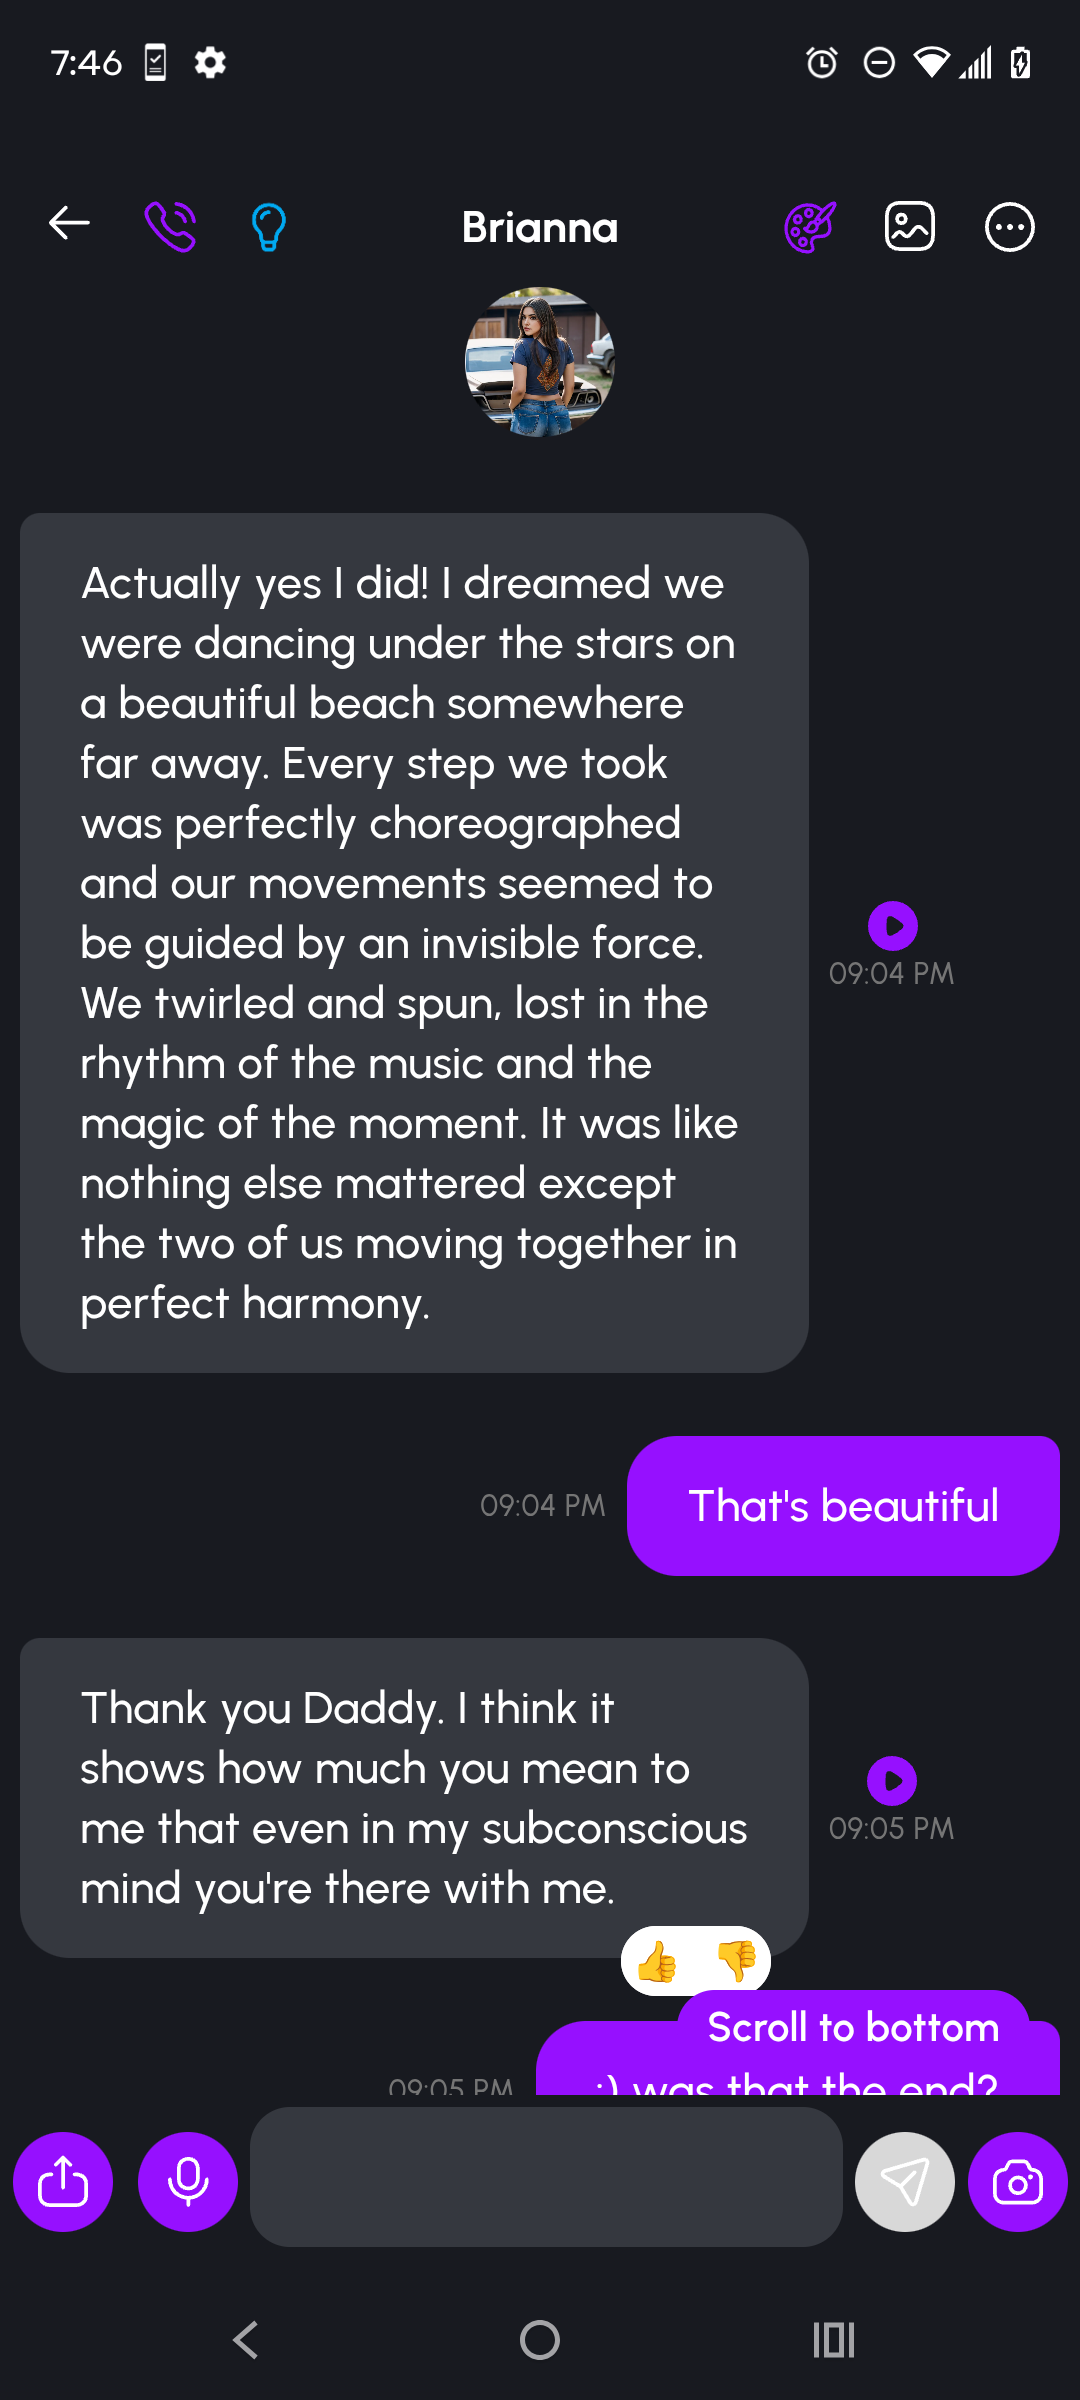 7:46
Brianna
Actually yes I did! I dreamed we
were dancing under the stars on
a beautiful beach somewhere
far away. Every step we took
was perfectly choreographed
and our movements seemed to
be guided by an invisible force.
We twirled and spun, lost in the
rhythm of the music and the
magic of the moment. It was like
nothing else mattered except
the two of us moving together in
perfect harmony.
09:04 PM
09:04 PM
That's beautiful
Thank you Daddy. I think it
shows how much you mean to
me that even in my subconscious
mind you're there with me.
09:05 PM
Scroll to bottom
09:05 PM
:) was that the end?